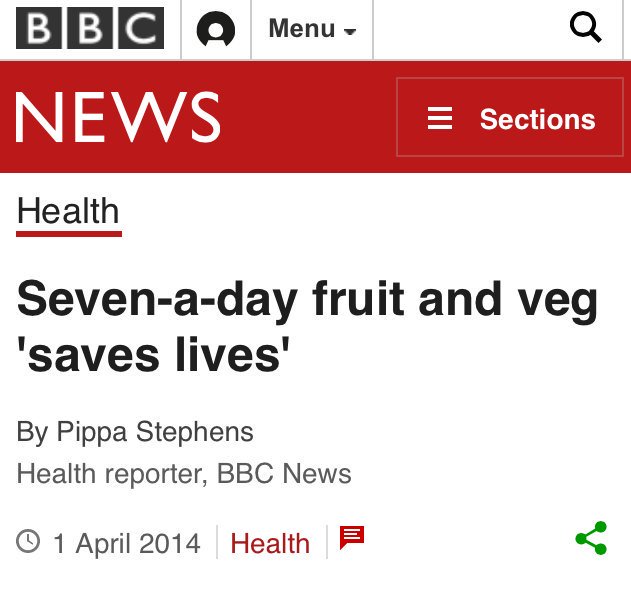 BBC
Menu
NEWS
Sections
Health
Seven-a-day fruit and veg
'saves lives'
By Pippa Stephens
Health reporter, BBC News
1 April 2014 Health